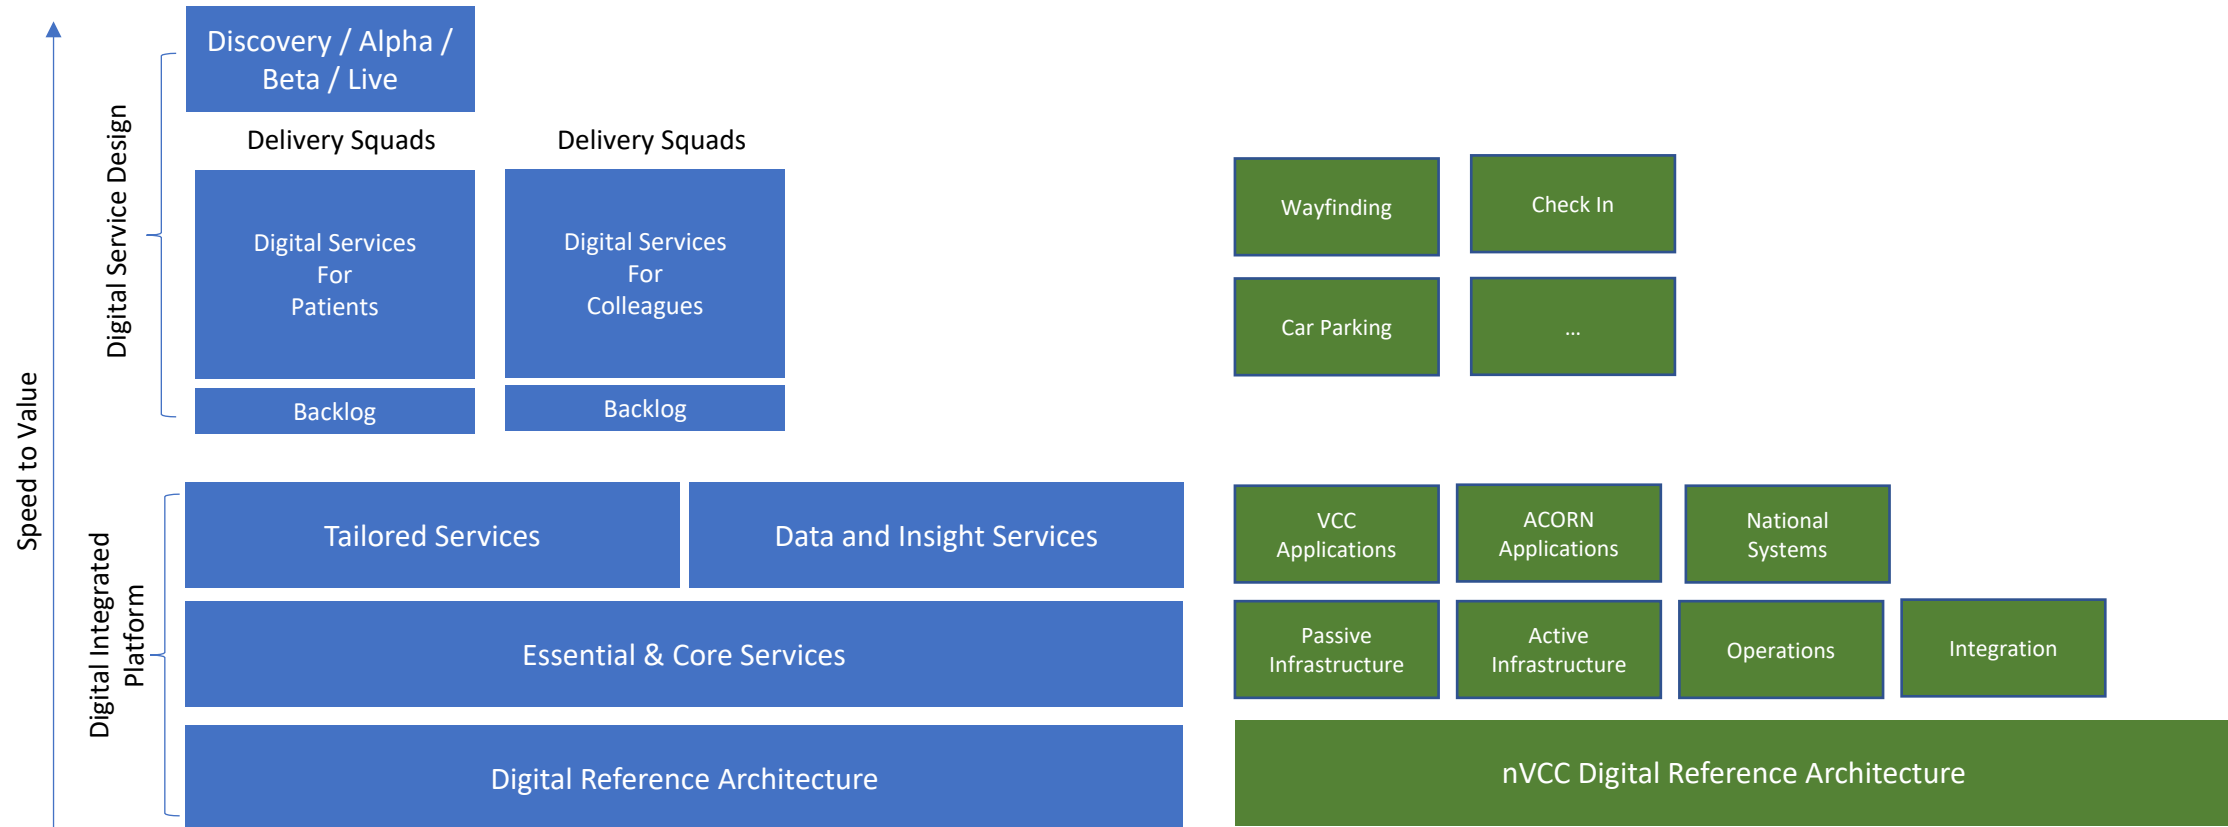 Discovery / Alpha /
Beta / Live
Delivery Squads
Delivery Squads
Digital Service Design
Digital Services
For
Patients
Digital Services
For
Colleagues
Backlog
Backlog
Wayfinding
Check In
Car Parking
...
Speed to Value
Digital Integrated
Platform
Tailored Services
Data and Insight Services
VCC
Applications
ACORN
Applications
National
Systems
Essential & Core Services
Passive
Infrastructure
Active
Infrastructure
Operations
Integration
Digital Reference Architecture
nVCC Digital Reference Architecture